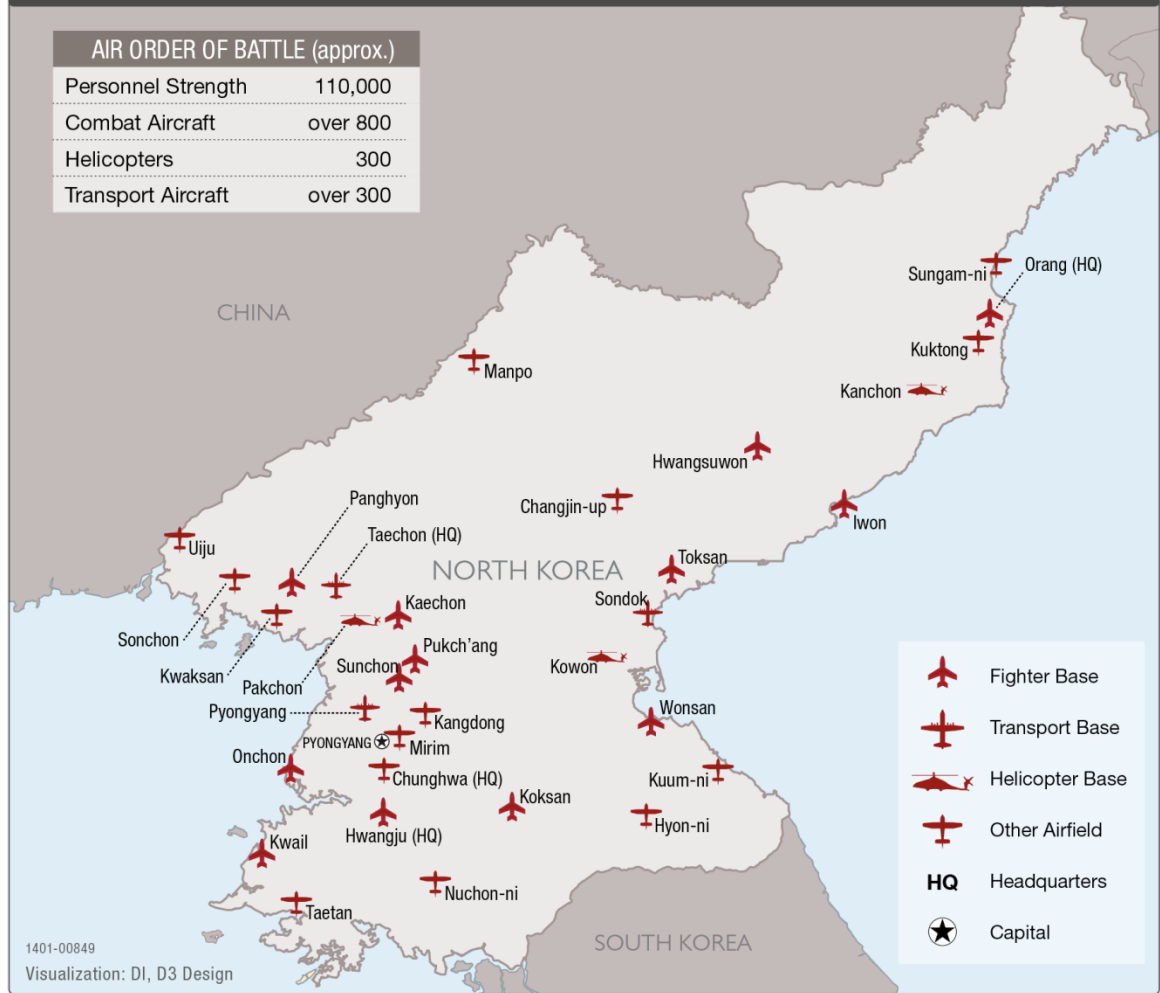 AIR ORDER OF BATTLE (approx.)
Personnel Strength 110,000
Combat Aircraft over 800
Helicopters 300
Transport Aircraft over 300
CHINA
Sungam-ni
Orang (HQ)
Kuktong
Manpo
Kanchon
Hwangsuwon
Panghyon
Changjin-up
Iwon
Taechon (HQ)
Uiju
Toksan
NORTH KOREA
Sondok
Kaechon
Sonchon
Pukch’ang
Kwaksan
Sunchon
Kowon
Pakchon
Pyongyang
Wonsan
Kangdong
PYONGYANG
Mirim
Onchon
Chunghwa (HQ)
Kuum-ni
Koksan
Hyon-ni
Hwangju (HQ)
Kwail
Nuchon-ni
Taetan
SOUTH KOREA
Fighter Base
Transport Base
Helicopter Base
Other Airfield
HQ Headquarters
Capital
1401-00849
Visualization: DI, D3 Design